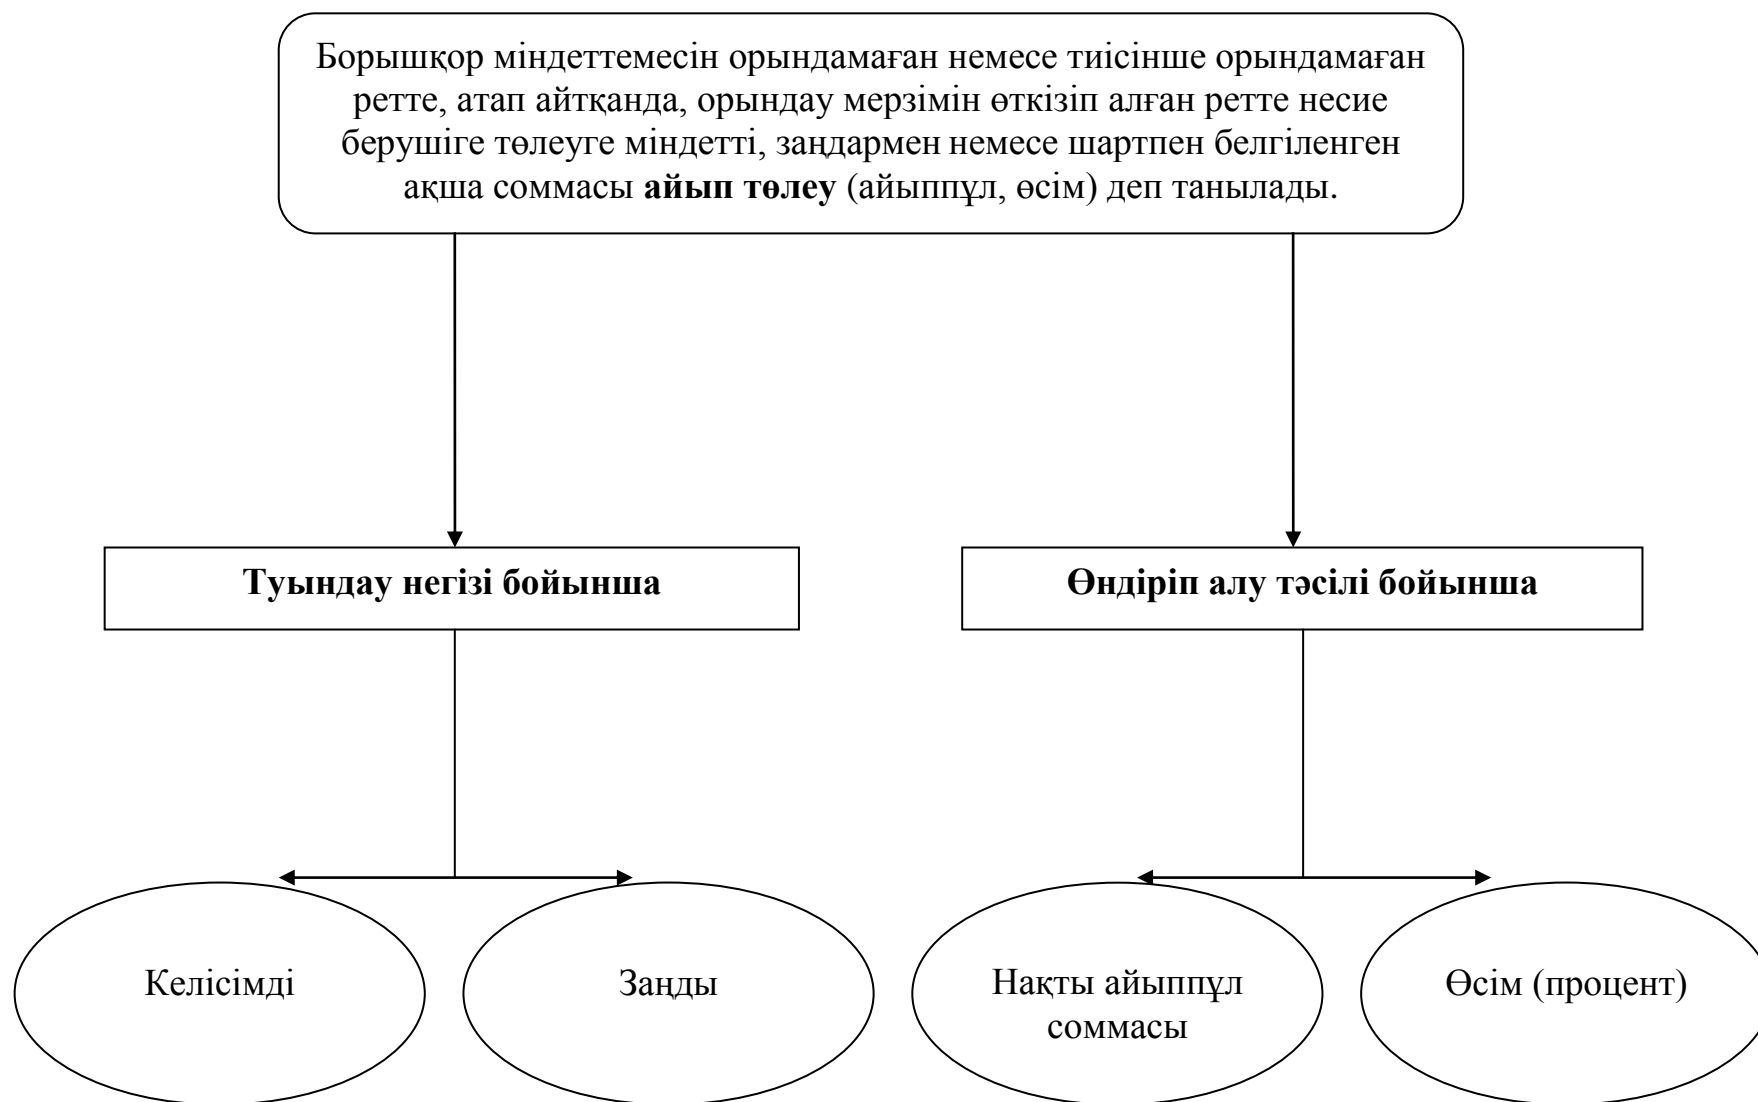 Борышқор міндеттемесін орындамаған немесе тиісінше орындамаған
ретте, атап айтқанда, орындау мерзімін өткізіп алған ретте несие
берушіге төлеуге міндетті, заңдармен немесе шартпен белгіленген
ақша соммасы айып төлеу (айыппұл, өсім) деп танылады.
Туындау негізі бойынша
Өндіріп алу тәсілі бойынша
Келісімді
Заңды
Нақты айыппұл
соммасы
Өсім (процент)